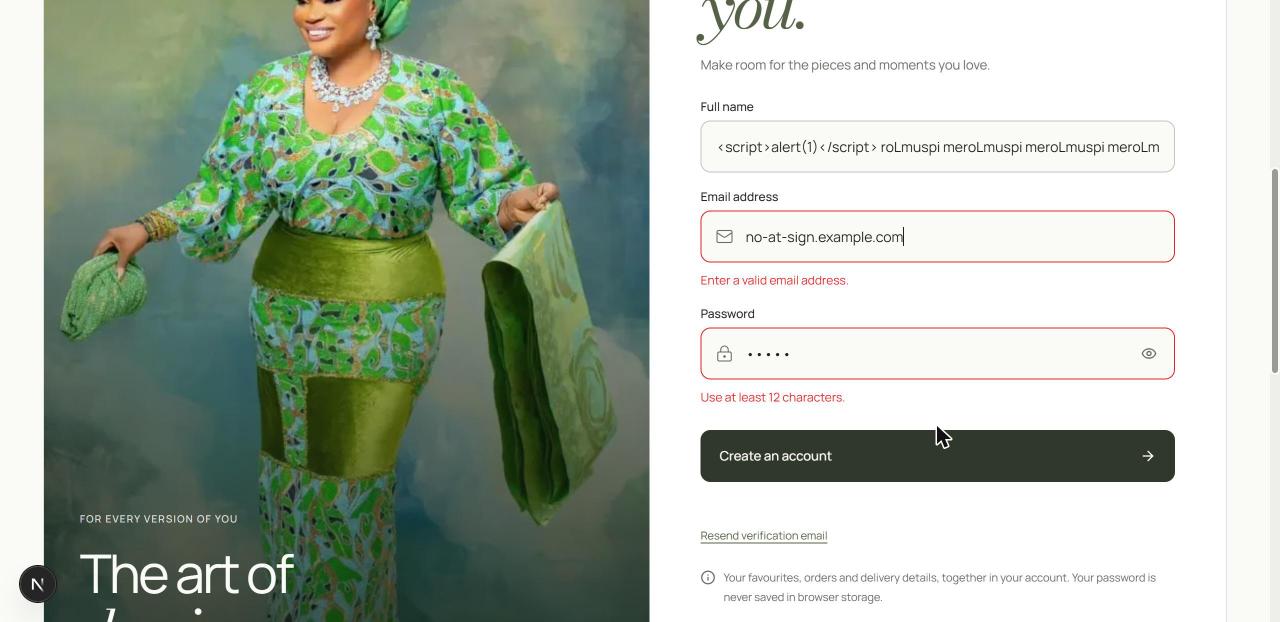 you.
Make room for the pieces and moments you love.
Full name
<script>alert(1)</script> roLmuspi meroLmuspi meroLmuspi meroLm
Email address
no-at-sign.example.com
Enter a valid email address.
Password
•••••
Use at least 12 characters.
Create an account
Resend verification email
Your favourites, orders and delivery details, together in your account. Your password is
never saved in browser storage.
FOR EVERY VERSION OF YOU
The art of
N